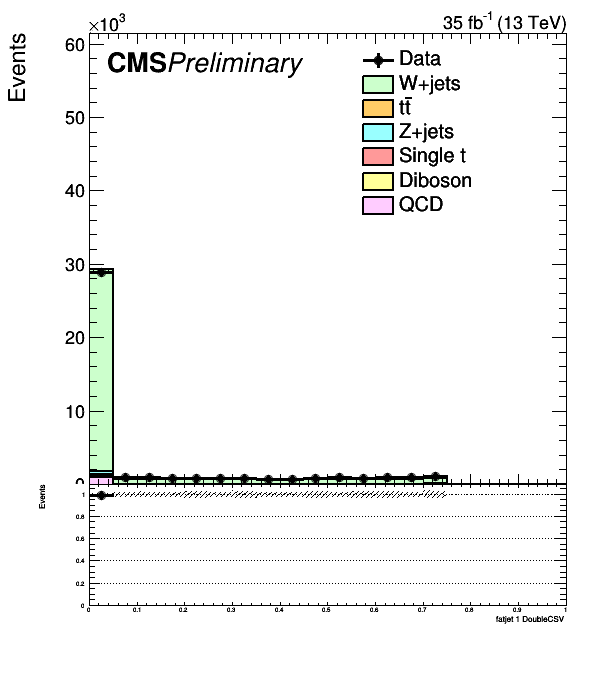 ×10³
35 fb⁻¹ (13 TeV)
Events
60
CMS Preliminary
Data
W+jets
50
tt̄
Z+jets
Single t
40
Diboson
QCD
30
20
10
0
Events
1
0.8
0.6
0.4
0.2
0
0 0.1 0.2 0.3 0.4 0.5 0.6 0.7 0.8 0.9 1
fatjet 1 DoubleCSV